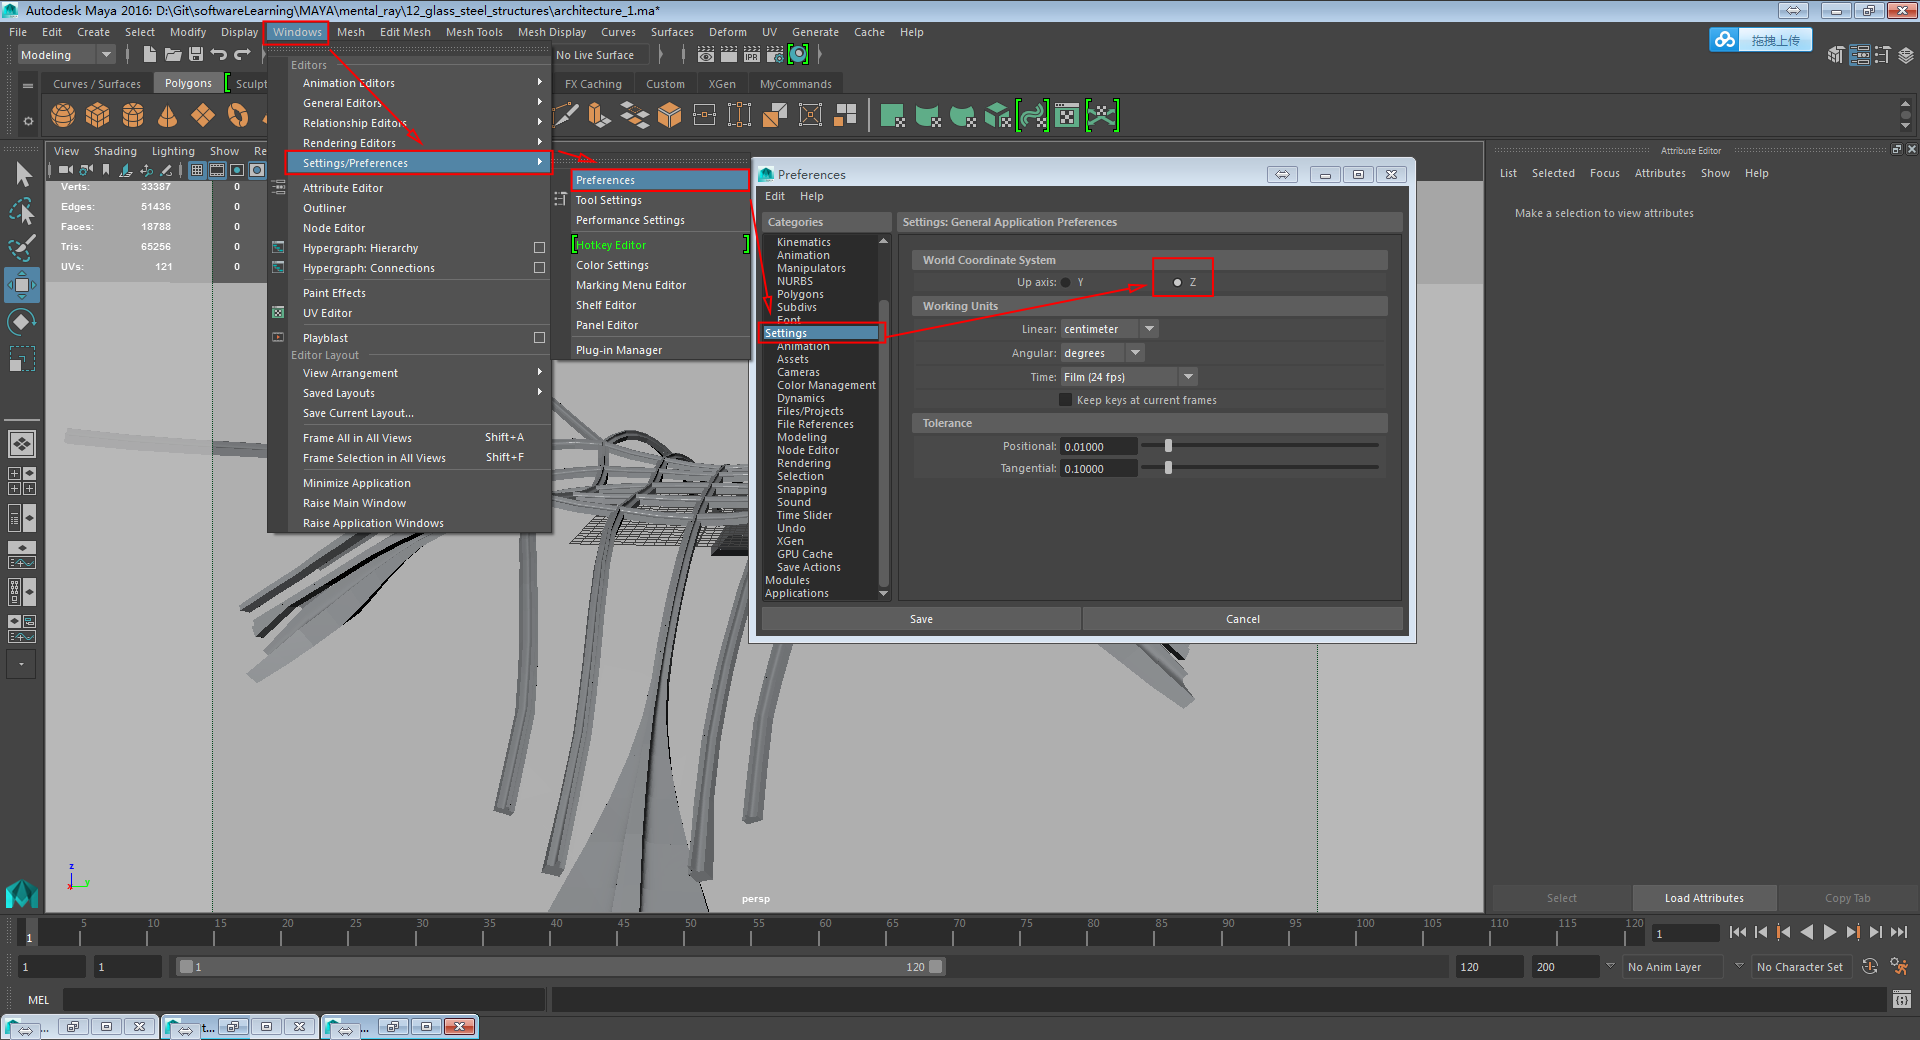 Autodesk Maya 2016: D:\Git\softwareLearning\MAYA\mental_ray\12_glass_steel_structures\architecture_1.ma*
File Edit Create Select Modify Display Windows Mesh Edit Mesh Mesh Tools Mesh Display Curves Surfaces Deform UV Generate Cache Help
拖拽上传
Modeling
No Live Surface
IPR
Curves / Surfaces Polygons Sculpt FX Caching Custom XGen MyCommands
Editors
Animation Editors
General Editors
Relationship Editors
Rendering Editors
Settings/Preferences
Attribute Editor
Outliner
Node Editor
Hypergraph: Hierarchy
Hypergraph: Connections
Paint Effects
UV Editor
Playblast
Editor Layout
View Arrangement
Saved Layouts
Save Current Layout...
Frame All in All Views Shift+A
Frame Selection in All Views Shift+F
Minimize Application
Raise Main Window
Raise Application Windows
Preferences
Tool Settings
Performance Settings
Hotkey Editor
Color Settings
Marking Menu Editor
Shelf Editor
Panel Editor
Plug-in Manager
View Shading Lighting Show Re
Verts: 33387 0
Edges: 51436 0
Faces: 18788 0
Tris: 65256 0
UVs: 121 0
Preferences
Edit Help
Categories
Kinematics
Animation
Manipulators
NURBS
Polygons
Subdivs
Font
Settings
Animation
Assets
Cameras
Color Management
Dynamics
Files/Projects
File References
Modeling
Node Editor
Rendering
Selection
Snapping
Sound
Time Slider
Undo
XGen
GPU Cache
Save Actions
Modules
Applications
Settings: General Application Preferences
World Coordinate System
Up axis: Y Z
Working Units
Linear: centimeter
Angular: degrees
Time: Film (24 fps)
Keep keys at current frames
Tolerance
Positional: 0.01000
Tangential: 0.10000
Save Cancel
Attribute Editor
List Selected Focus Attributes Show Help
Make a selection to view attributes
Select Load Attributes Copy Tab
z
x y
persp
1 5 10 15 20 25 30 35 40 45 50 55 60 65 70 75 80 85 90 95 100 105 110 115 120
1
1 1 1 120 120 200 No Anim Layer No Character Set
MEL
... t... ...